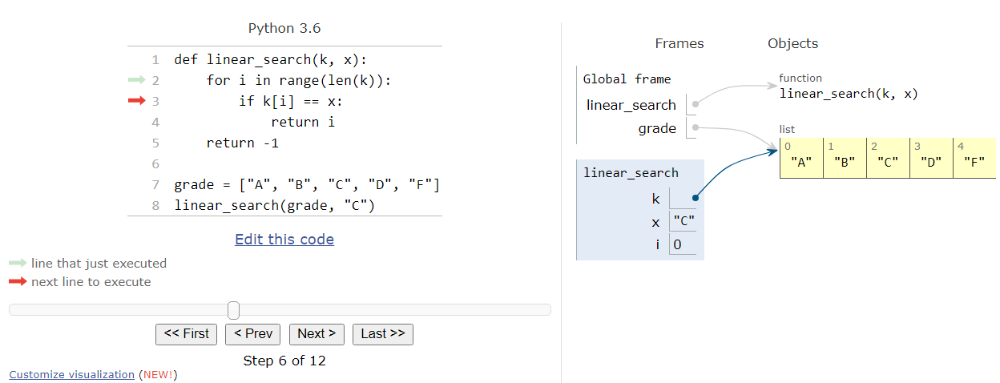 Python 3.6
1 def linear_search(k, x):
2     for i in range(len(k)):
3         if k[i] == x:
4             return i
5     return -1
6
7 grade = ["A", "B", "C", "D", "F"]
8 linear_search(grade, "C")
Edit this code
line that just executed
next line to execute
<< First < Prev Next > Last >>
Step 6 of 12
Customize visualization (NEW!)
Frames Objects
Global frame
linear_search
grade
function
linear_search(k, x)
list
0 1 2 3 4
"A" "B" "C" "D" "F"
linear_search
k
x "C"
i 0